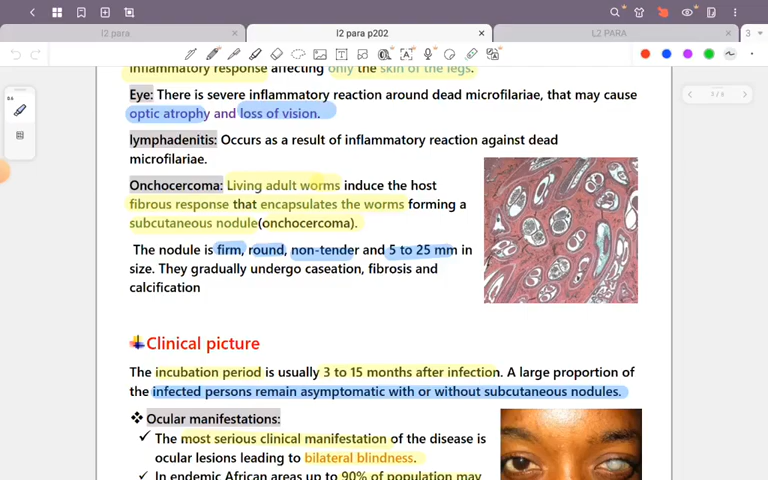 l2 para
l2 para p202
L2 PARA
3
inflammatory response affecting only the skin of the legs.
Eye: There is severe inflammatory reaction around dead microfilariae, that may cause
optic atrophy and loss of vision.
lymphadenitis: Occurs as a result of inflammatory reaction against dead
microfilariae.
Onchocercoma: Living adult worms induce the host
fibrous response that encapsulates the worms forming a
subcutaneous nodule(onchocercoma).
The nodule is firm, round, non-tender and 5 to 25 mm in
size. They gradually undergo caseation, fibrosis and
calcification
Clinical picture
The incubation period is usually 3 to 15 months after infection. A large proportion of
the infected persons remain asymptomatic with or without subcutaneous nodules.
❖ Ocular manifestations:
✓ The most serious clinical manifestation of the disease is
ocular lesions leading to bilateral blindness.
✓ In endemic African areas up to 90% of population may